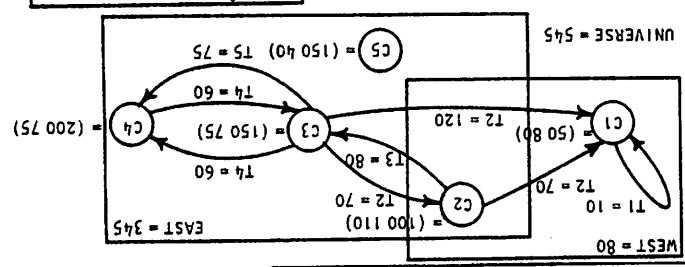 WEST = 80
EAST = 345
= (100 110)
C2
T1 = 10
T2 = 70
T2 = 70
T4 = 60
T3 = 80
C1
= (50 80)
C3
= (150 75)
C4
= (200 75)
T2 = 120
T4 = 60
T5 = 75
C5
= (150 40)
UNIVERSE = 545